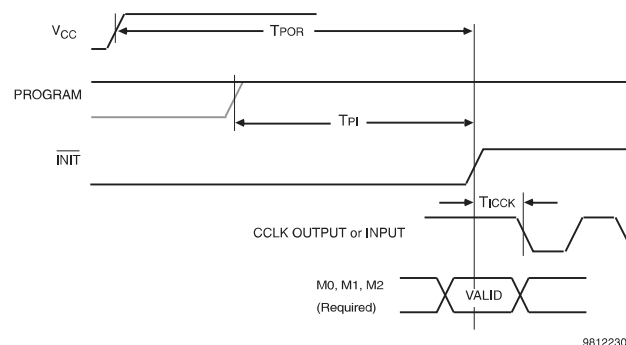 VCC
TPOR
PROGRAM
TPI
INIT
TICCK
CCLK OUTPUT or INPUT
M0, M1, M2
(Required)
VALID
9812230